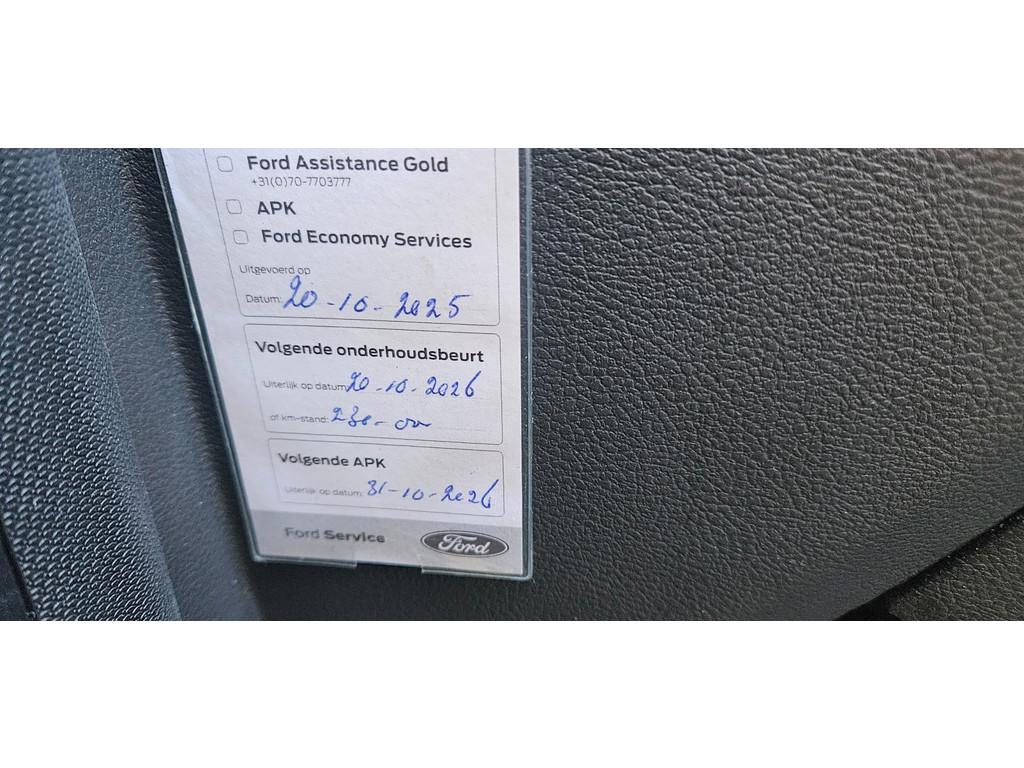 Ford Assistance Gold
+31(0)70-7703777
APK
Ford Economy Services
Uitgevoerd op
Datum: 20-10-2025
Volgende onderhoudsbeurt
Uiterlijk op datum: 20-10-2026
of km-stand:
Volgende APK
Uiterlijk op datum: 31-10-2026
Ford Service
Ford